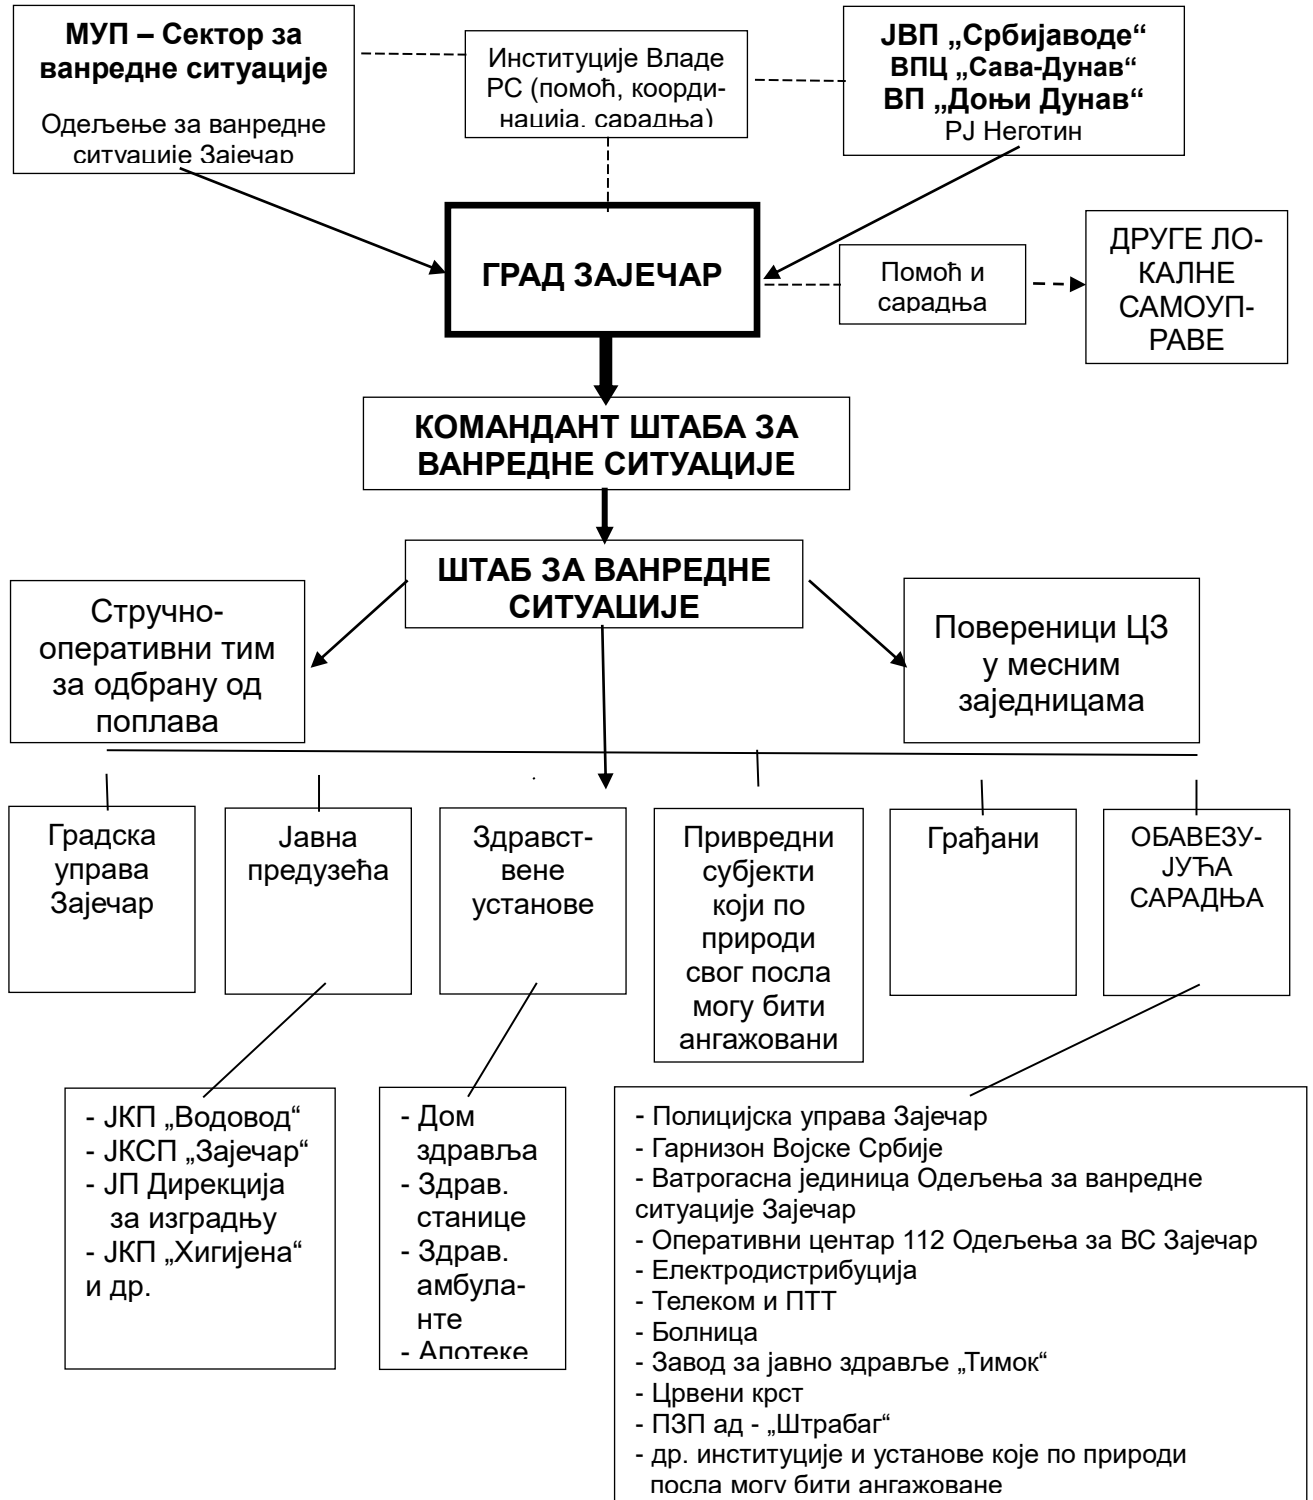 МУП – Сектор за
ванредне ситуације
Одељење за ванредне
ситуације Зајечар
Институције Владе
РС (помоћ, коорди-
нација, сарадња)
ЈВП „Србијаводе“
ВПЦ „Сава-Дунав“
ВП „Доњи Дунав“
РЈ Неготин
ГРАД ЗАЈЕЧАР
Помоћ и
сарадња
ДРУГЕ ЛО-
КАЛНЕ
САМОУП-
РАВЕ
КОМАНДАНТ ШТАБА ЗА
ВАНРЕДНЕ СИТУАЦИЈЕ
ШТАБ ЗА ВАНРЕДНЕ
СИТУАЦИЈЕ
Стручно-
оперативни тим
за одбрану од
поплава
Повереници ЦЗ
у месним
заједницама
Градска
управа
Зајечар
Јавна
предузећа
Здравст-
вене
установе
Привредни
субјекти
који по
природи
свог посла
могу бити
ангажовани
Грађани
ОБАВЕЗУ-
ЈУЋА
САРАДЊА
- ЈКП „Водовод“
- ЈКСП „Зајечар“
- ЈП Дирекција
за изградњу
- ЈКП „Хигијена“
и др.
- Дом
здравља
- Здрав.
станице
- Здрав.
амбула-
нте
- Апотеке
- Полицијска управа Зајечар
- Гарнизон Војске Србије
- Ватрогасна јединица Одељења за ванредне
ситуације Зајечар
- Оперативни центар 112 Одељења за ВС Зајечар
- Електродистрибуција
- Телеком и ПТТ
- Болница
- Завод за јавно здравље „Тимок“
- Црвени крст
- ПЗП ад - „Штрабаг“
- др. институције и установе које по природи
посла могу бити ангажоване